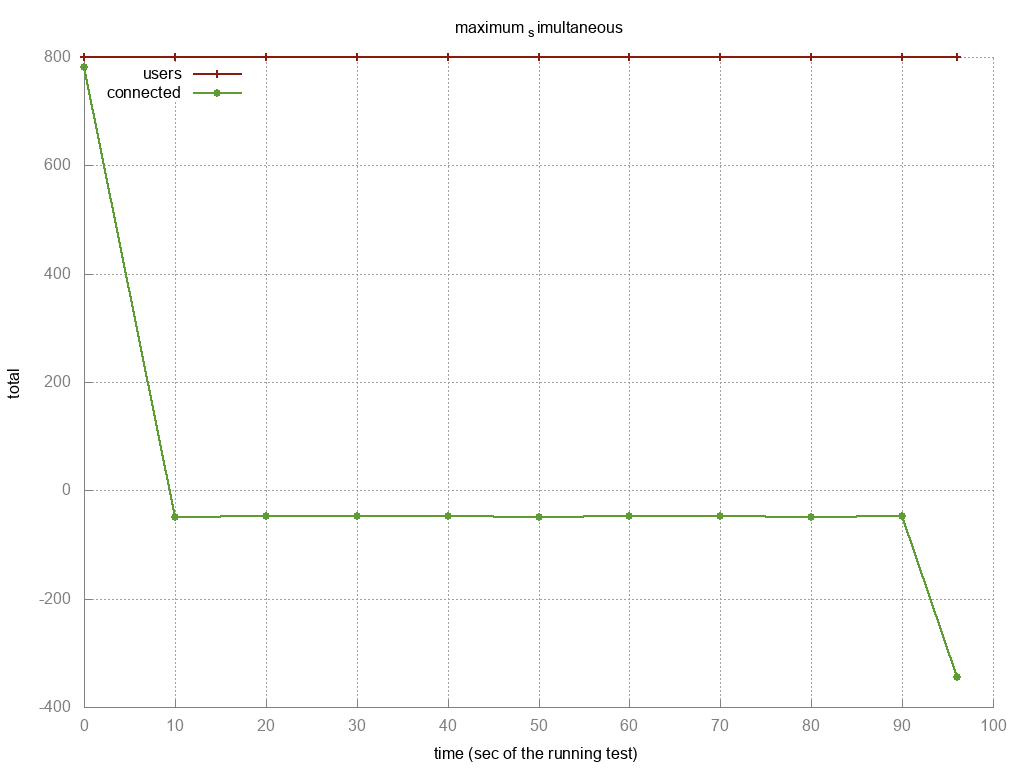 maximum simultaneous
800
users
connected
600
400
200
0
-200
-400
total
0 10 20 30 40 50 60 70 80 90 100
time (sec of the running test)